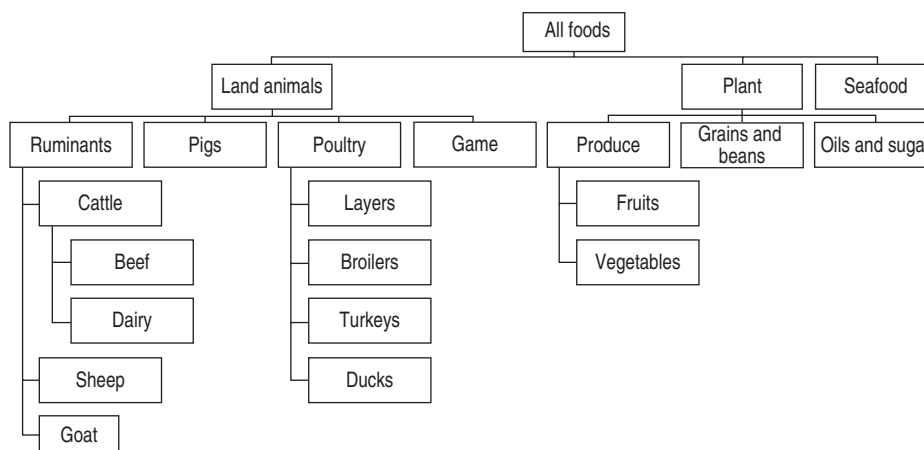 All foods
Land animals
Plant
Seafood
Ruminants
Pigs
Poultry
Game
Produce
Grains and
beans
Oils and suga
Cattle
Layers
Fruits
Beef
Broilers
Vegetables
Dairy
Turkeys
Sheep
Ducks
Goat